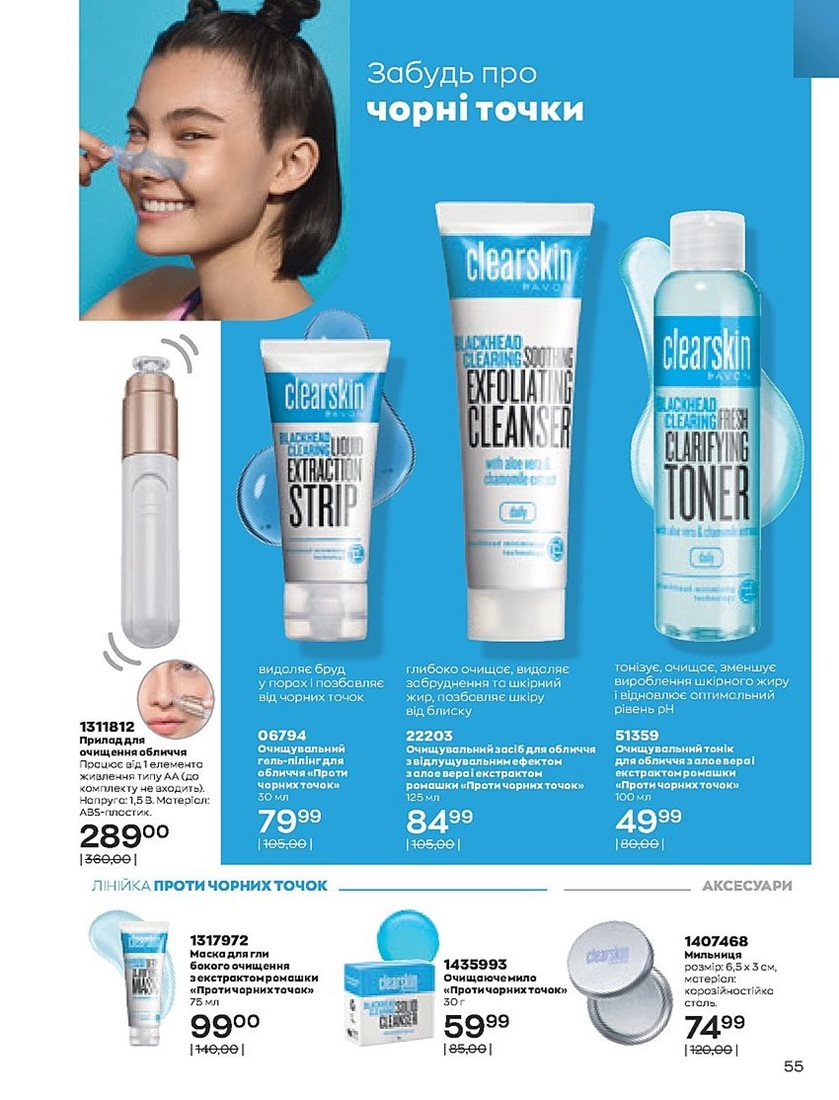 Забудь про
чорні точки
clearskin
AVON
BLACKHEAD
CLEARING LIQUID
EXTRACTION
STRIP
clearskin
AVON
BLACKHEAD
CLEARING SOOTHING
EXFOLIATING
CLEANSER
with aloe vera &
chamomile extract
daily
clearskin
AVON
BLACKHEAD
CLEARING FRESH
CLARIFYING
TONER
with aloe vera & chamomile
daily
видаляє бруд
у порах і позбавляє
від чорних точок
глибоко очищає, видаляє
забруднення та шкірний
жир, позбавляє шкіру
від блиску
тонізує, очищає, зменшує
вироблення шкірного жиру
і відновлює оптимальний
рівень pH
1311812
Прилад для
очищення обличчя
Працює від 1 елемента
живлення типу АА (до
комплекту не входить).
Напруга: 1,5 В. Матеріал:
ABS-пластик.
289 00
|360,00|
06794
Очищувальний
гель-пілінг для
обличчя «Проти
чорних точок»
30 мл
79 99
|105,00|
22203
Очищувальний засіб для обличчя
з відлущувальним ефектом
з алое вера і екстрактом
ромашки «Проти чорних точок»
125 мл
84 99
|105,00|
51359
Очищувальний тонік
для обличчя з алое вера і
екстрактом ромашки
«Проти чорних точок»
100 мл
49 99
|80,00|
ЛІНІЙКА ПРОТИ ЧОРНИХ ТОЧОК
АКСЕСУАРИ
1317972
Маска для гли
бокого очищення
з екстрактом ромашки
«Проти чорних точок»
75 мл
99 00
|140,00|
clearskin
BLACKHEAD
CLEARING SOLID
CLEANSER
1435993
Очищаюче мило
«Проти чорних точок»
30 г
59 99
|85,00|
clearskin
1407468
Мильниця
розмір: 6,5 х 3 см,
матеріал:
корозійностійка
сталь.
74 99
|120,00|
55